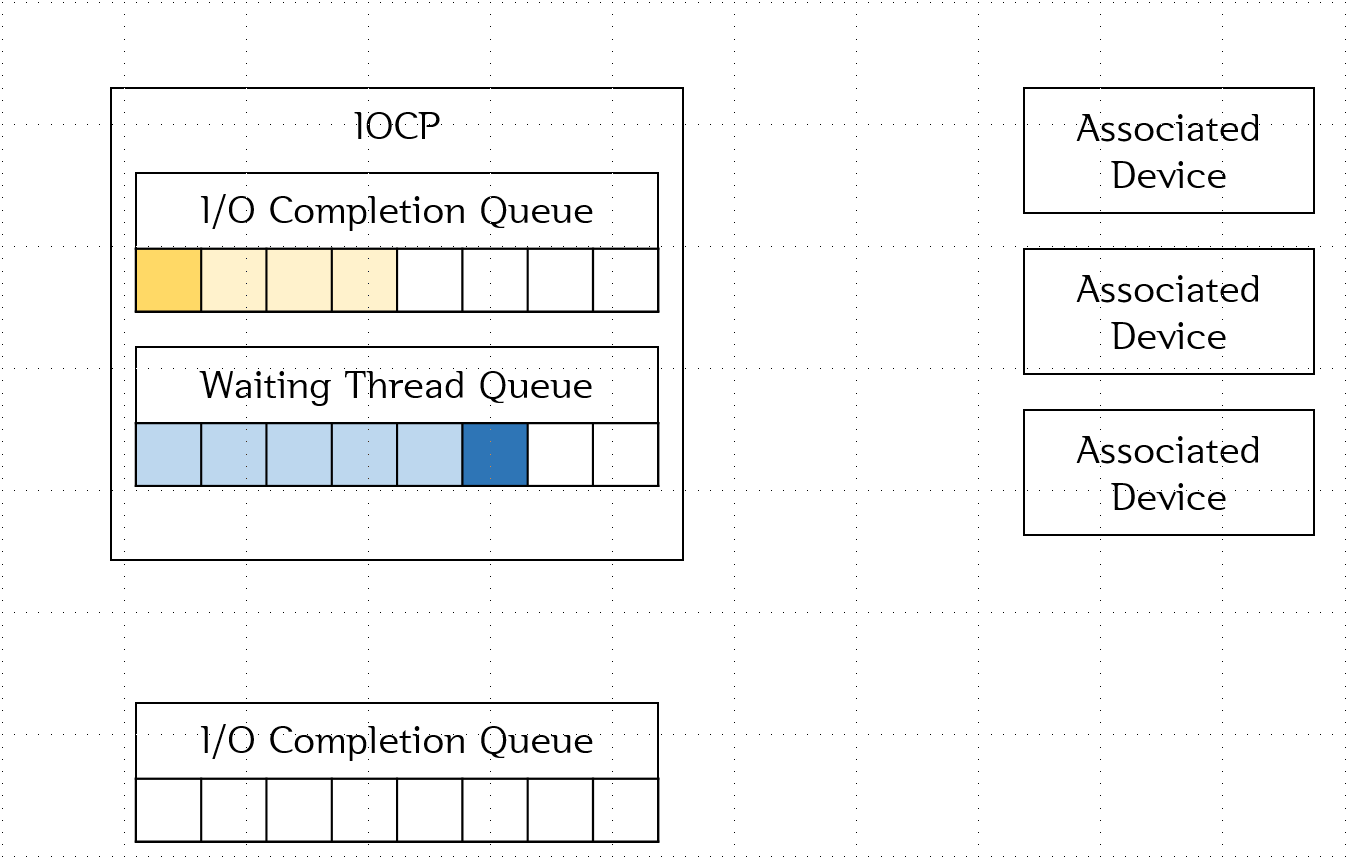 IOCP
I/O Completion Queue
Waiting Thread Queue
Associated
Device
Associated
Device
Associated
Device
I/O Completion Queue